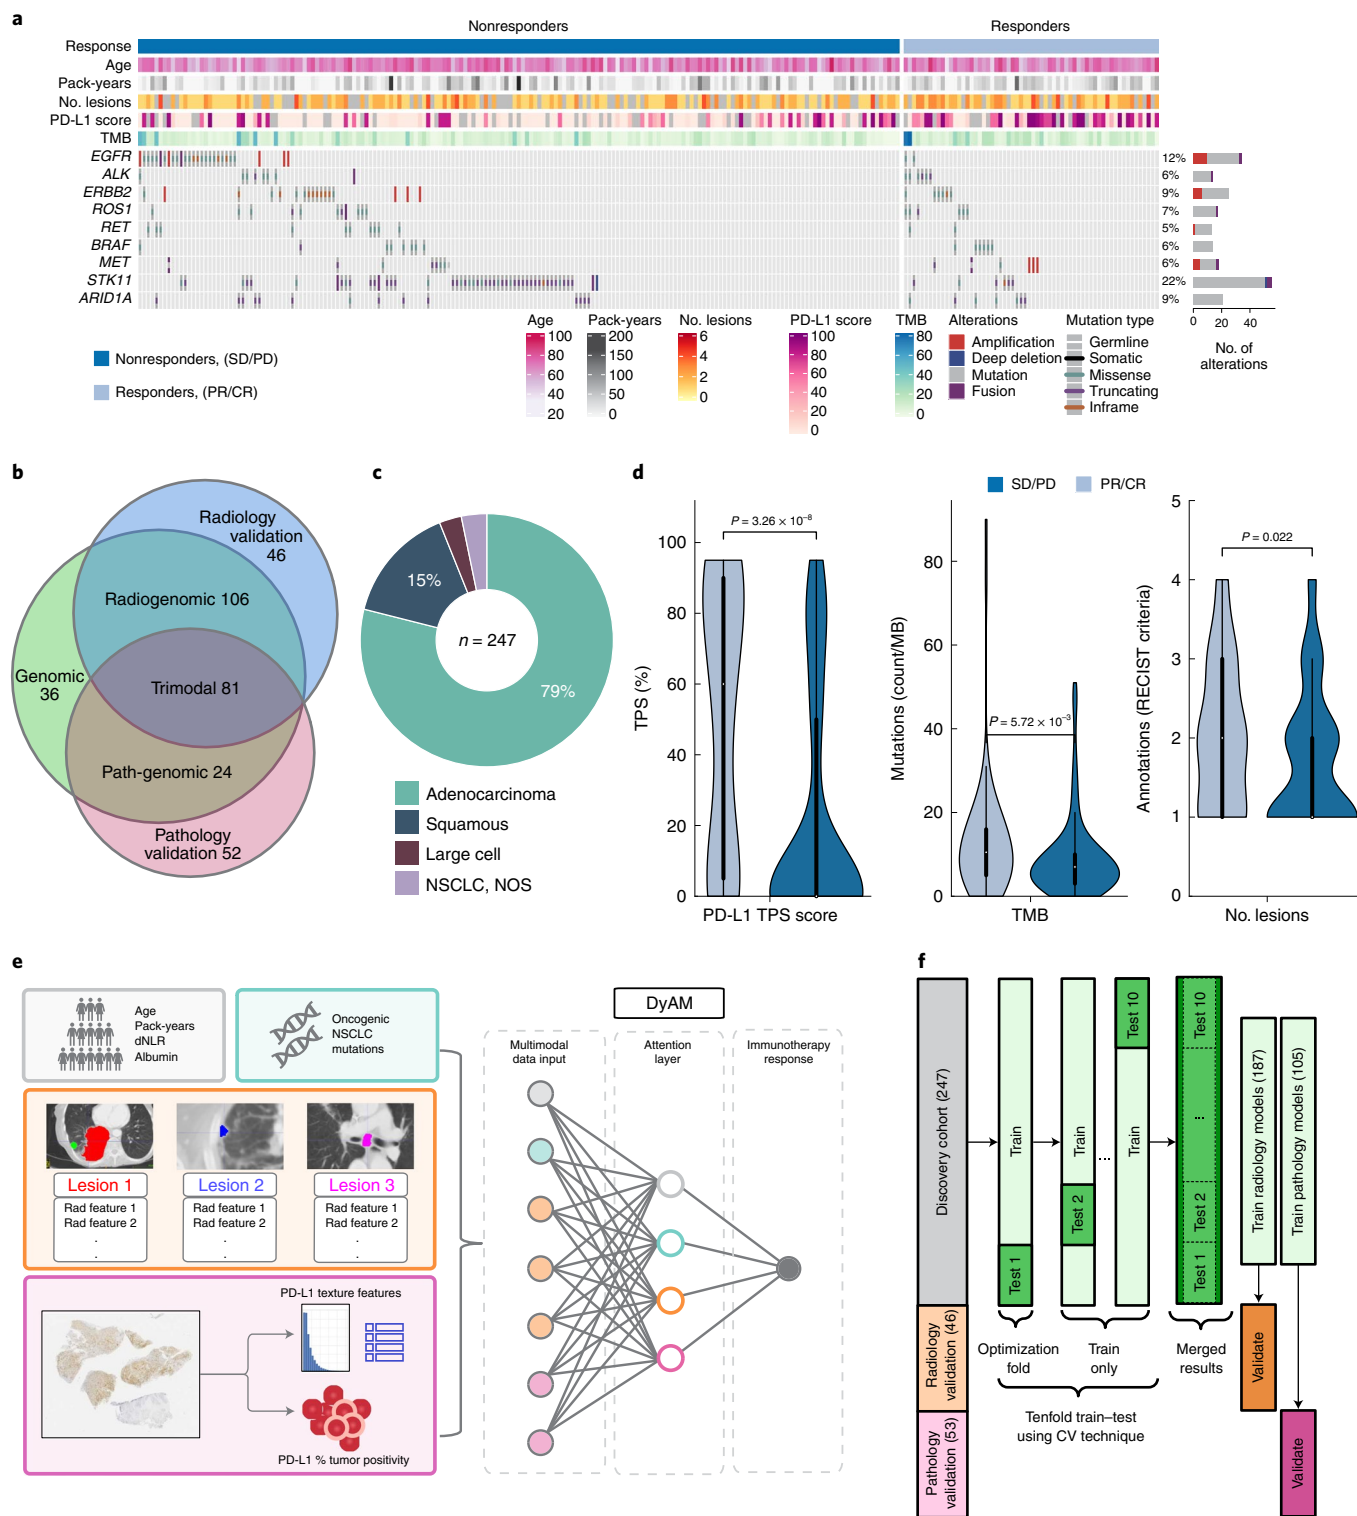 a
Nonresponders
Responders
Response
Age
Pack-years
No. lesions
PD-L1 score
TMB
EGFR
12%
ALK
6%
ERBB2
9%
ROS1
7%
RET
5%
BRAF
6%
MET
6%
STK11
22%
ARID1A
9%
0 20 40
No. of
alterations
Nonresponders, (SD/PD)
Responders, (PR/CR)
Age
100
80
60
40
20
Pack-years
200
150
100
50
0
No. lesions
6
4
2
0
PD-L1 score
100
80
60
40
20
0
TMB
80
60
40
20
0
Alterations
Amplification
Deep deletion
Mutation
Fusion
Mutation type
Germline
Somatic
Missense
Truncating
Inframe
b
Radiology
validation
46
Radiogenomic 106
Genomic
36
Trimodal 81
Path-genomic 24
Pathology
validation 52
c
15%
n = 247
79%
Adenocarcinoma
Squamous
Large cell
NSCLC, NOS
d
SD/PD
PR/CR
TPS (%)
100
80
60
40
20
0
P = 3.26 × 10⁻⁸
PD-L1 TPS score
Mutations (count/MB)
80
60
40
20
0
P = 5.72 × 10⁻³
TMB
Annotations (RECIST criteria)
5
4
3
2
1
0
P = 0.022
No. lesions
e
Age
Pack-years
dNLR
Albumin
Oncogenic
NSCLC
mutations
Lesion 1
Rad feature 1
Rad feature 2
.
.
Lesion 2
Rad feature 1
Rad feature 2
.
.
Lesion 3
Rad feature 1
Rad feature 2
.
.
PD-L1 texture features
PD-L1 % tumor positivity
DyAM
Multimodal
data input
Attention
layer
Immunotherapy
response
f
Discovery cohort (247)
Radiology
validation (46)
Pathology
validation (53)
Train
Test 1
Train
Test 2
...
Test 10
Train
Test 10
...
Test 2
Test 1
Train radiology models (187)
Train pathology models (105)
Validate
Validate
Optimization
fold
Train
only
Merged
results
Tenfold train–test
using CV technique